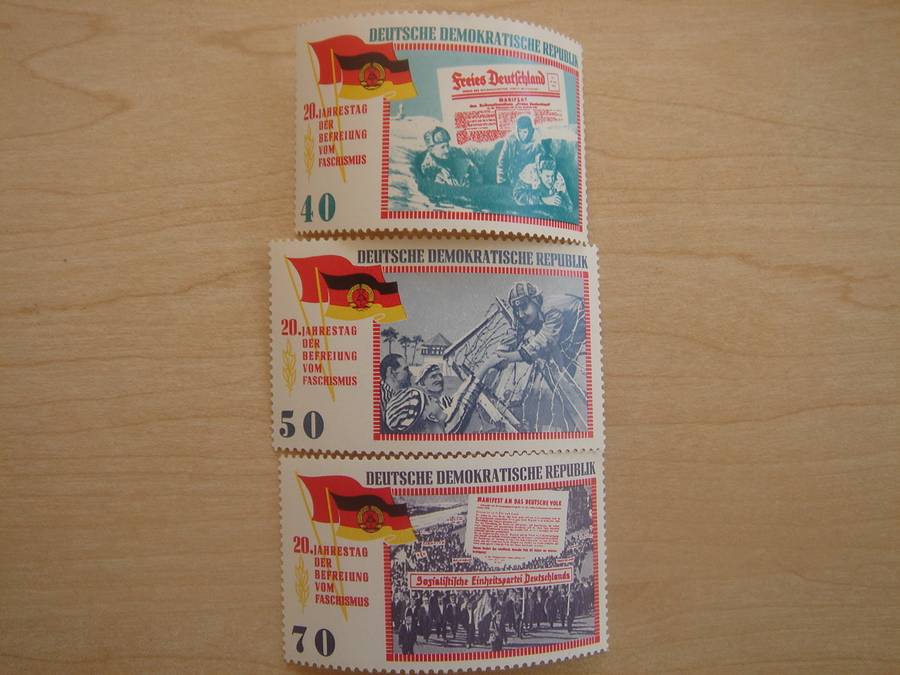 DEUTSCHE DEMOKRATISCHE REPUBLIK
20. JAHRESTAG
DER
BEFREIUNG
VOM
FASCHISMUS
40
Freies Deutschland
MANIFEST
DEUTSCHE DEMOKRATISCHE REPUBLIK
20. JAHRESTAG
DER
BEFREIUNG
VOM
FASCHISMUS
50
DEUTSCHE DEMOKRATISCHE REPUBLIK
20. JAHRESTAG
DER
BEFREIUNG
VOM
FASCHISMUS
70
MANIFEST AN DAS DEUTSCHE VOLK
Sozialistische Einheitspartei Deutschlands